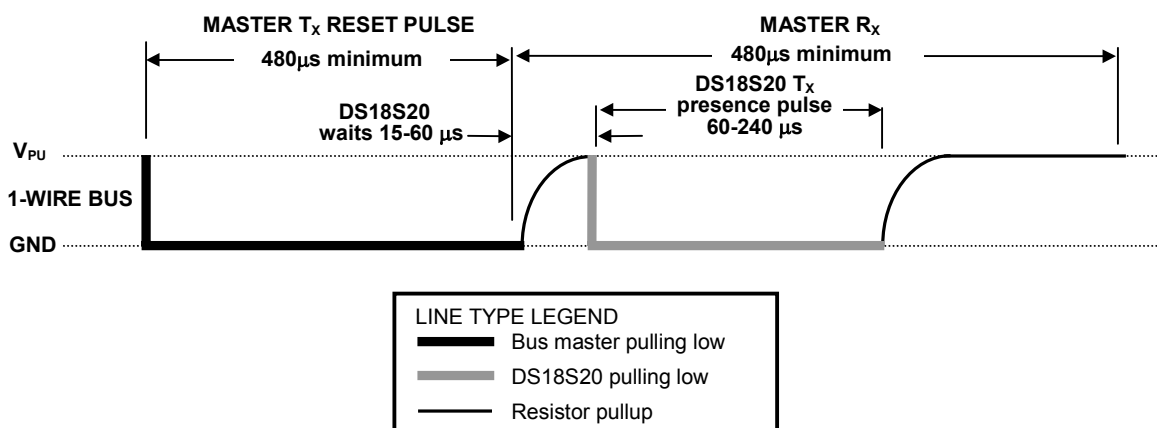 MASTER TX RESET PULSE
480μs minimum
MASTER RX
480μs minimum
DS18S20
waits 15-60 μs
DS18S20 TX
presence pulse
60-240 μs
VPU
1-WIRE BUS
GND
LINE TYPE LEGEND
Bus master pulling low
DS18S20 pulling low
Resistor pullup